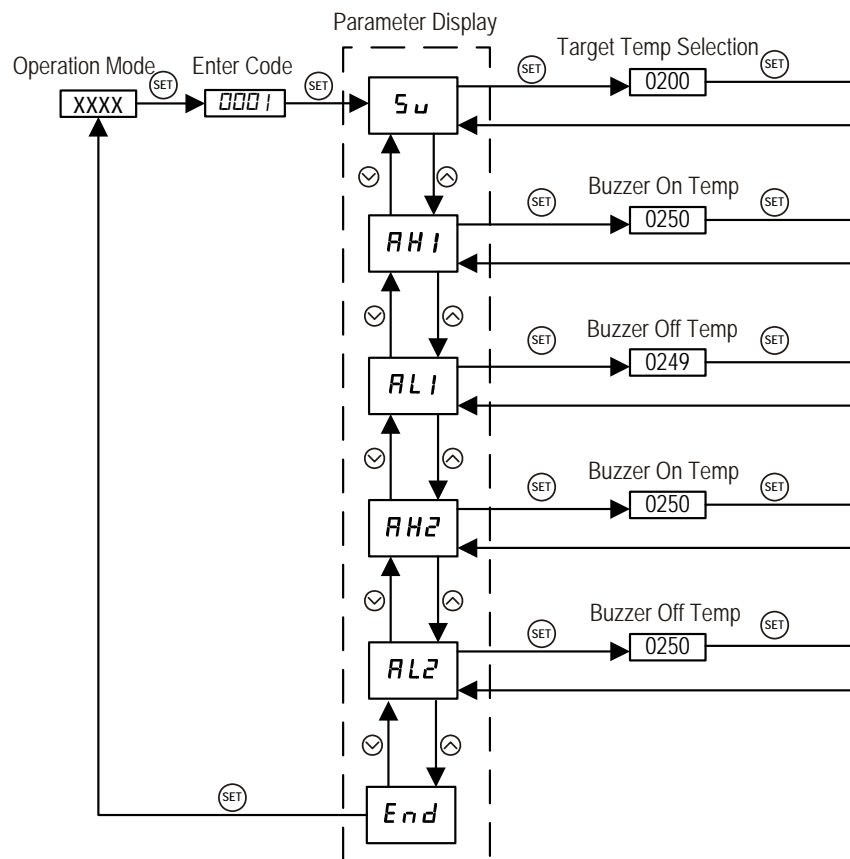 Parameter Display
Operation Mode
SET
Enter Code
SET
Target Temp Selection
SET
SET
XXXX
0001
Su
0200
Buzzer On Temp
SET
SET
AH1
0250
Buzzer Off Temp
SET
SET
AL1
0249
Buzzer On Temp
SET
SET
AH2
0250
Buzzer Off Temp
SET
SET
AL2
0250
SET
End